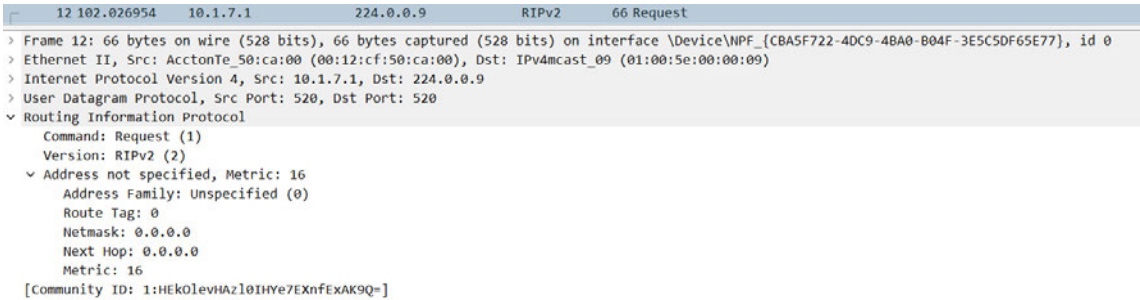 12 102.026954 10.1.7.1 224.0.0.9 RIPv2 66 Request
> Frame 12: 66 bytes on wire (528 bits), 66 bytes captured (528 bits) on interface \Device\NPF_{CBA5F722-4DC9-4BA0-B04F-3E5C5DF65E77}, id 0
> Ethernet II, Src: AcctonTe_50:ca:00 (00:12:cf:50:ca:00), Dst: IPv4mcast_09 (01:00:5e:00:00:09)
> Internet Protocol Version 4, Src: 10.1.7.1, Dst: 224.0.0.9
> User Datagram Protocol, Src Port: 520, Dst Port: 520
Routing Information Protocol
Command: Request (1)
Version: RIPv2 (2)
Address not specified, Metric: 16
Address Family: Unspecified (0)
Route Tag: 0
Netmask: 0.0.0.0
Next Hop: 0.0.0.0
Metric: 16
[Community ID: 1:HEkOlevHAzl0IHYe7EXnfExAK9Q=]